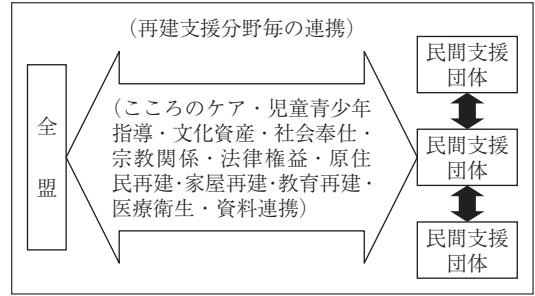 (再建支援分野毎の連携)
全
盟
(こころのケア・児童青少年
指導・文化資産・社会奉仕・
宗教関係・法律権益・原住
民再建・家屋再建・教育再建・
医療衛生・資料連携)
民間支援
団体
民間支援
団体
民間支援
団体